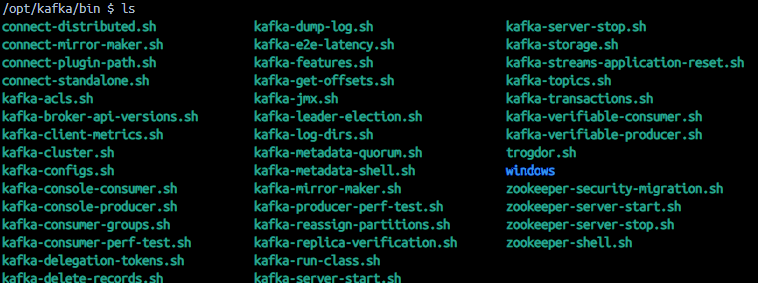 /opt/kafka/bin $ ls
connect-distributed.sh kafka-dump-log.sh kafka-server-stop.sh
connect-mirror-maker.sh kafka-e2e-latency.sh kafka-storage.sh
connect-plugin-path.sh kafka-features.sh kafka-streams-application-reset.sh
connect-standalone.sh kafka-get-offsets.sh kafka-topics.sh
kafka-acls.sh kafka-jmx.sh kafka-transactions.sh
kafka-broker-api-versions.sh kafka-leader-election.sh kafka-verifiable-consumer.sh
kafka-client-metrics.sh kafka-log-dirs.sh kafka-verifiable-producer.sh
kafka-cluster.sh kafka-metadata-quorum.sh trogdor.sh
kafka-configs.sh kafka-metadata-shell.sh windows
kafka-console-consumer.sh kafka-mirror-maker.sh zookeeper-security-migration.sh
kafka-console-producer.sh kafka-producer-perf-test.sh zookeeper-server-start.sh
kafka-consumer-groups.sh kafka-reassign-partitions.sh zookeeper-server-stop.sh
kafka-consumer-perf-test.sh kafka-replica-verification.sh zookeeper-shell.sh
kafka-delegation-tokens.sh kafka-run-class.sh
kafka-delete-records.sh kafka-server-start.sh